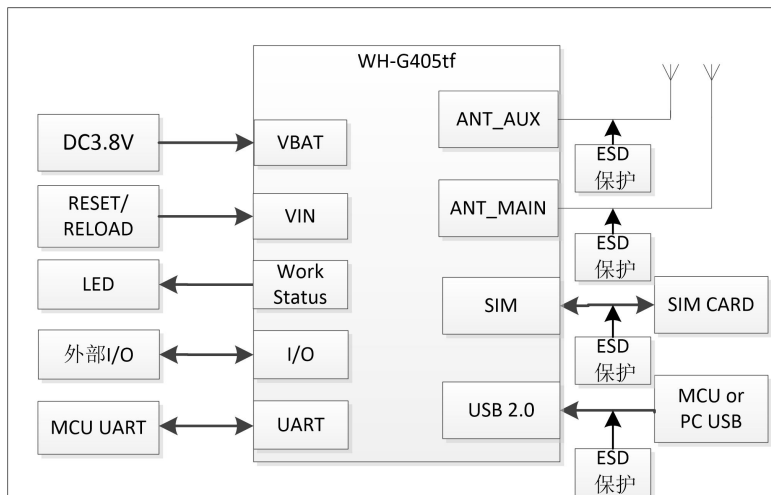 WH-G405tf
DC3.8V
VBAT
RESET/
RELOAD
VIN
LED
Work
Status
外部I/O
I/O
MCU UART
UART
ANT_AUX
ESD
保护
ANT_MAIN
ESD
保护
SIM
SIM CARD
ESD
保护
USB 2.0
MCU or
PC USB
ESD
保护